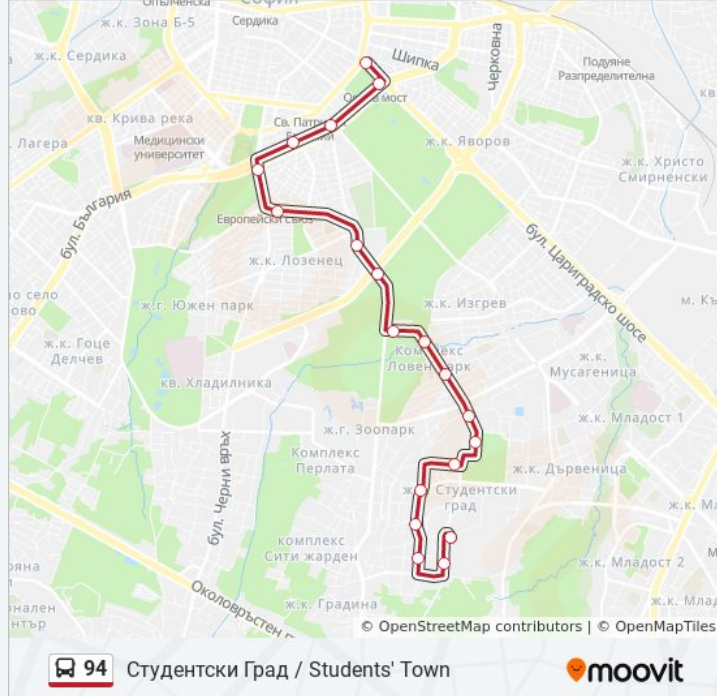 Опълченска
София
ж.к. Зона Б-5
Сердика
ж.к. Сердика
Шипка
Черковна
Подуяне
Разпределителна
кв. Крива река
Лагера
Медицински
университет
Св. Патриарх
ж.к. Яворов
ж.к. Христо
Смирненски
бул. България
Европейски съюз
бул. Цариградско шосе
ж.к. Лозенец
ж.г. Южен парк
ж.к. Изгрев
ж.к. Гоце
Делчев
Комплекс
Ловен парк
ж.к.
Мусагеница
кв. Хладилника
ж.к. Младост 1
ж.г. Зоопарк
Комплекс
Перлата
ж.к. Дървеница
бул. Черни връх
Студентски
град
комплекс
Сити жарден
ж.к. Младост 2
Околовръстен
ж.к. Градина
© OpenStreetMap contributors | © OpenMapTiles
94 Студентски Град / Students' Town
moovit